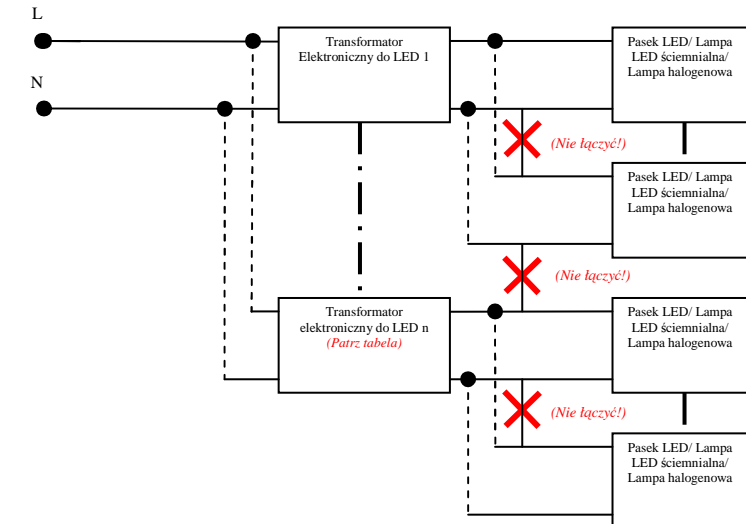 L
Transformator
Elektroniczny do LED 1
Pasek LED/ Lampa
LED ściemnialna/
Lampa halogenowa
N
(Nie łączyć!)
Pasek LED/ Lampa
LED ściemnialna/
Lampa halogenowa
(Nie łączyć!)
Transformator
elektroniczny do LED n
(Patrz tabela)
Pasek LED/ Lampa
LED ściemnialna/
Lampa halogenowa
(Nie łączyć!)
Pasek LED/ Lampa
LED ściemnialna/
Lampa halogenowa